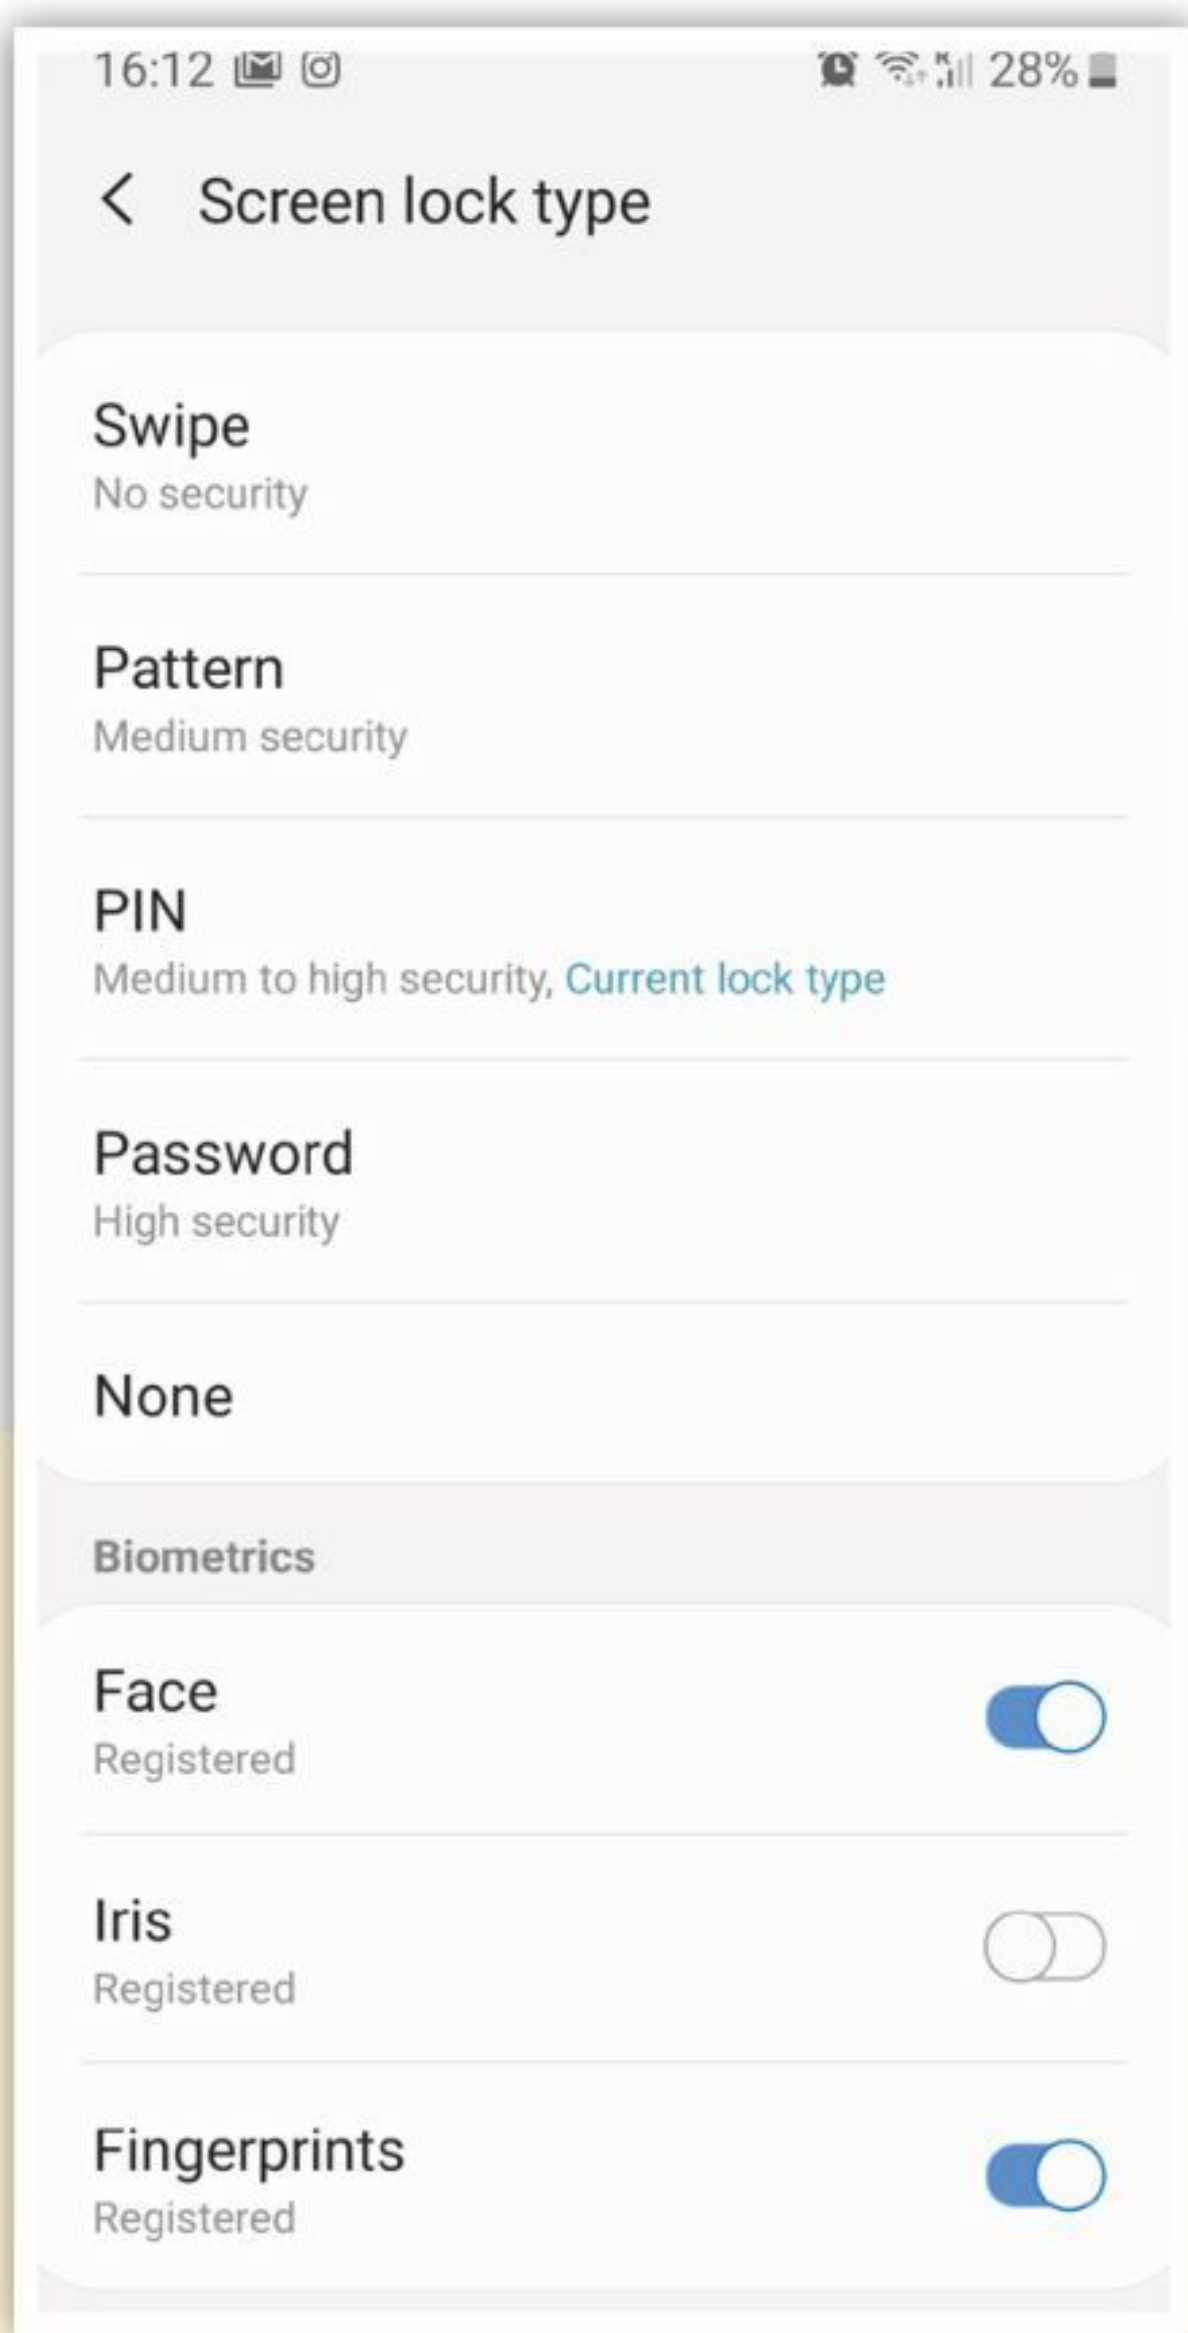 16:12 28%
Screen lock type
Swipe
No security
Pattern
Medium security
PIN
Medium to high security, Current lock type
Password
High security
None
Biometrics
Face
Registered
Iris
Registered
Fingerprints
Registered